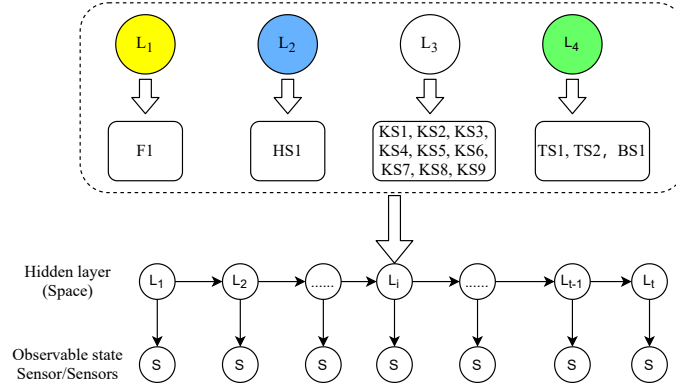 L1 L2 L3 L4
F1 HS1 KS1, KS2, KS3, TS1, TS2, BS1
KS4, KS5, KS6,
KS7, KS8, KS9
Hidden layer
(Space)
L1 L2 ...... Li ...... Lt-1 Lt
Observable state
Sensor/Sensors
S S S S S S S